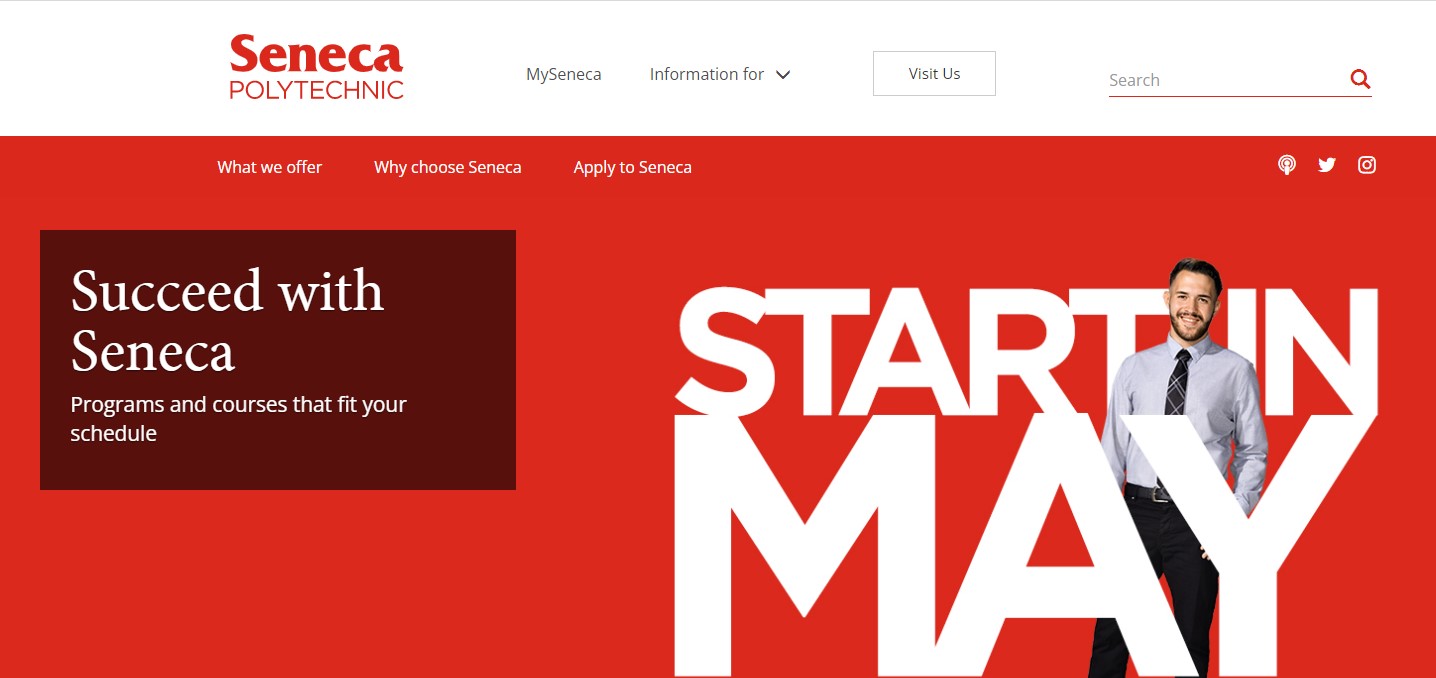 Seneca
POLYTECHNIC
MySeneca
Information for
Visit Us
Search
What we offer
Why choose Seneca
Apply to Seneca
Succeed with
Seneca
Programs and courses that fit your
schedule
START IN
MAY